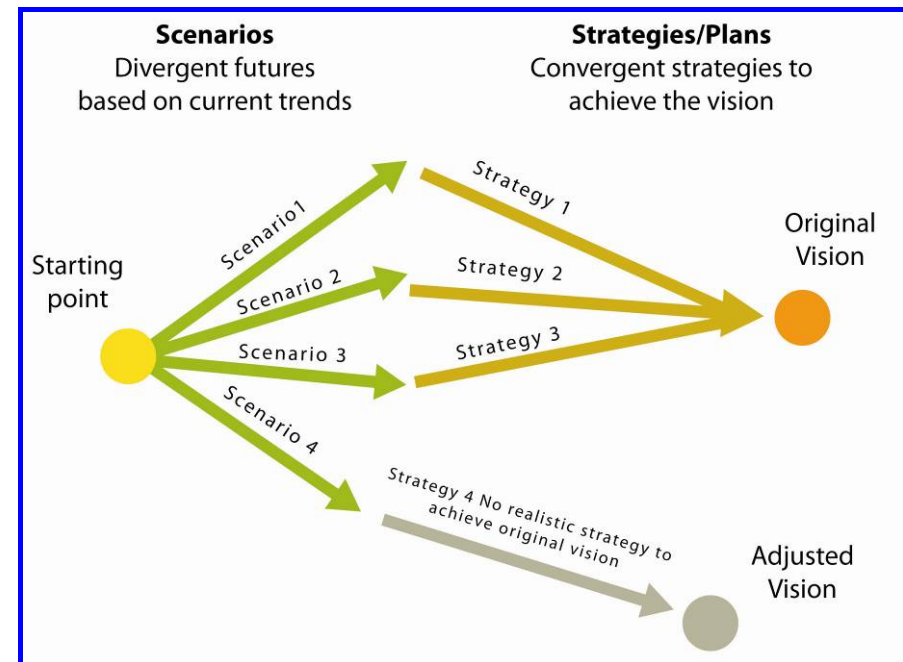 Scenarios
Divergent futures
based on current trends
Strategies/Plans
Convergent strategies to
achieve the vision
Starting
point
Scenario1
Scenario 2
Scenario 3
Scenario 4
Strategy 1
Strategy 2
Strategy 3
Strategy 4 No realistic strategy to
achieve original vision
Original
Vision
Adjusted
Vision